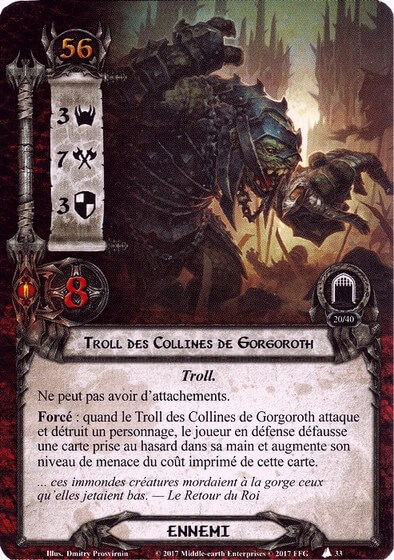 56
3
7
3
8
20/40
TROLL DES COLLINES DE GORGOROTH
Troll.
Ne peut pas avoir d'attachements.
Forcé : quand le Troll des Collines de Gorgoroth attaque
et détruit un personnage, le joueur en défense défausse
une carte prise au hasard dans sa main et augmente son
niveau de menace du coût imprimé de cette carte.
... ces immondes créatures mordaient à la gorge ceux
qu'elles jetaient bas. — Le Retour du Roi
ENNEMI
Illus. Dmitry Prosvirnin © 2017 Middle-earth Enterprises © 2017 FFG 33